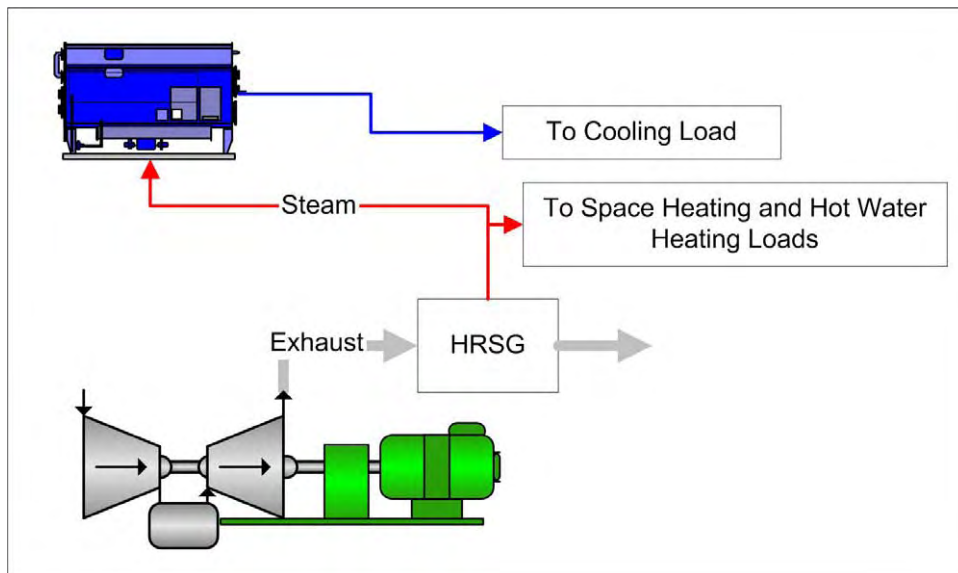 To Cooling Load
Steam
To Space Heating and Hot Water
Heating Loads
Exhaust
HRSG